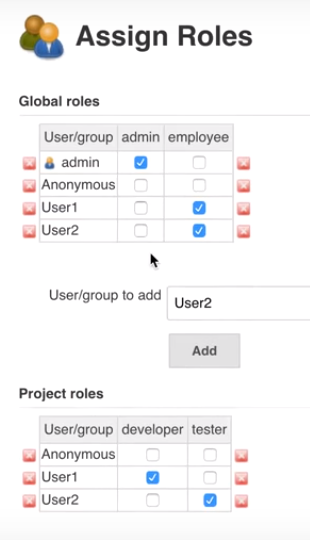 Assign Roles
Global roles
User/group admin employee
admin
Anonymous
User1
User2
User/group to add User2
Add
Project roles
User/group developer tester
Anonymous
User1
User2